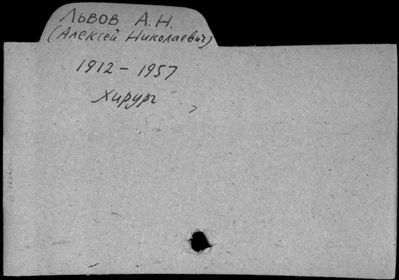 Львов А.Н.
(Алексей Николаевич)
1912 – 1957
хирург